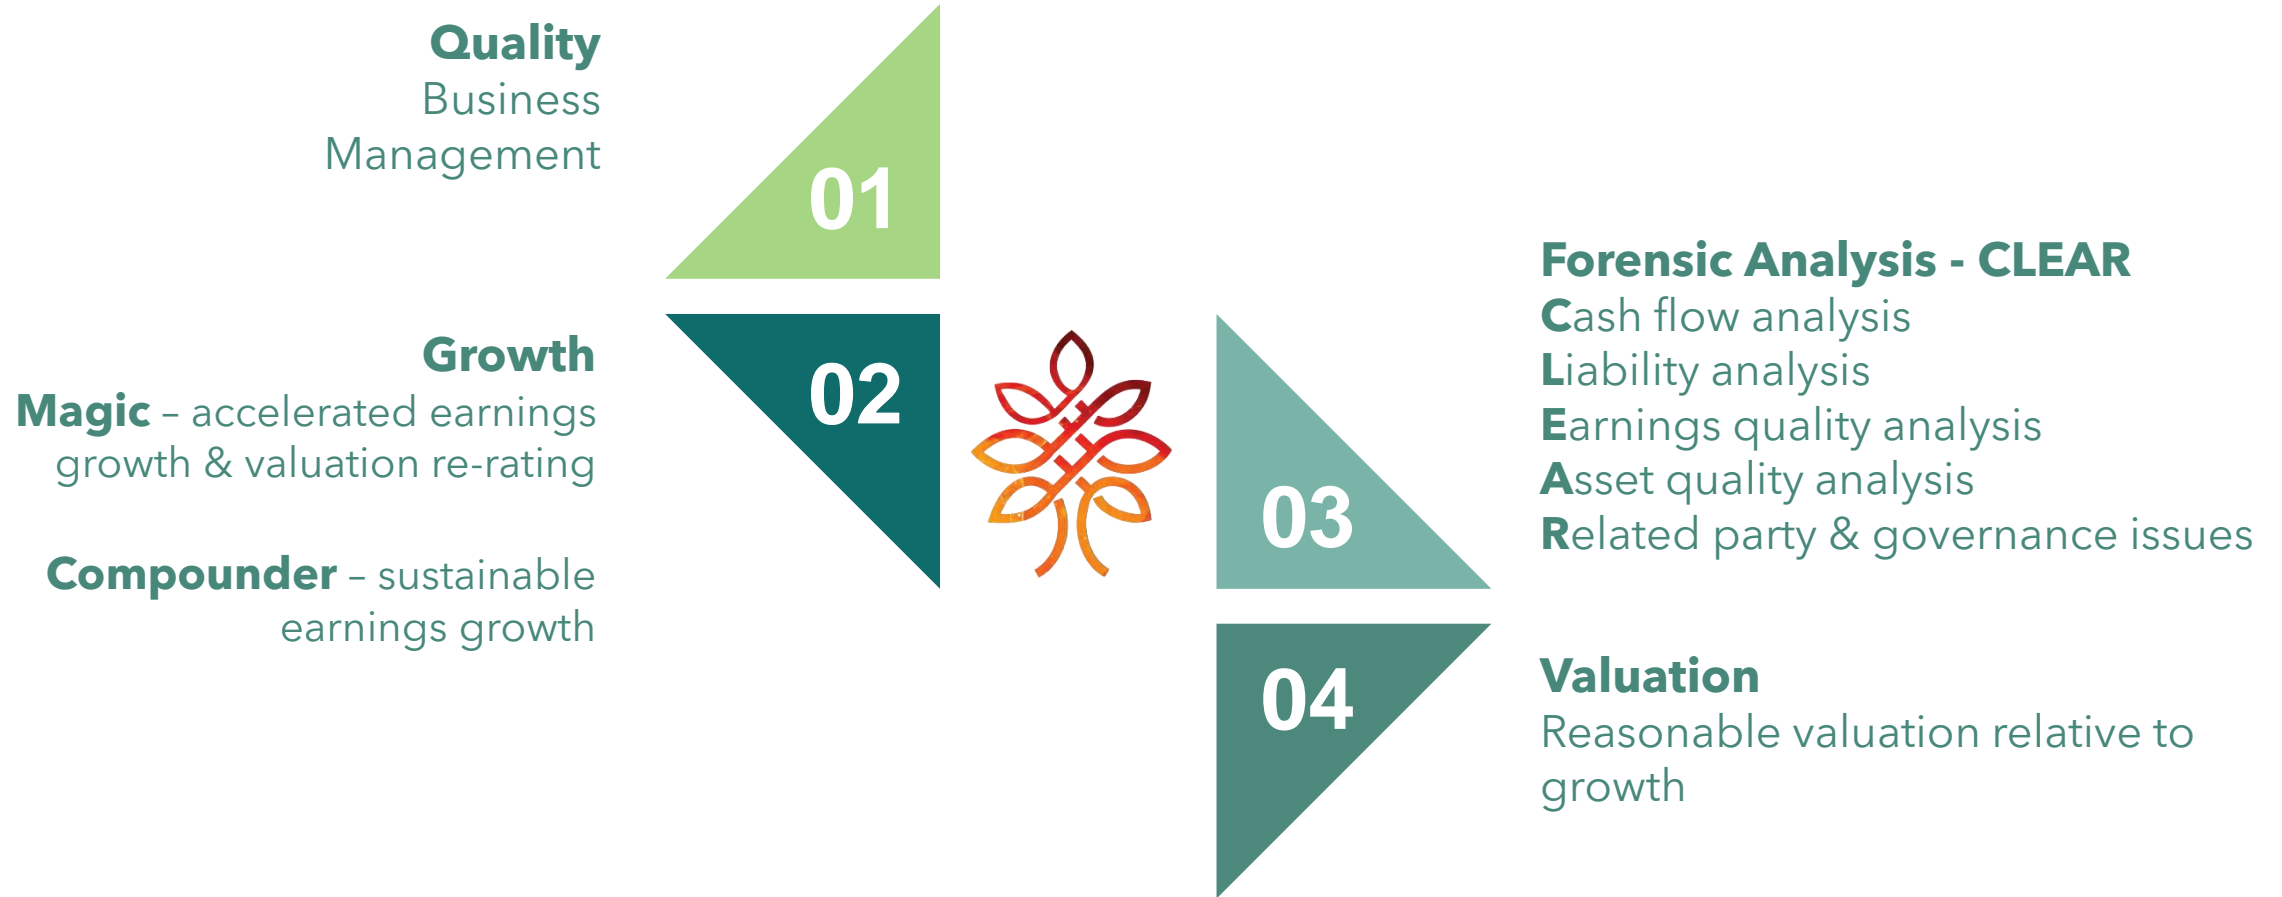 Quality
Business
Management
01
Growth
Magic – accelerated earnings
growth & valuation re-rating
Compounder – sustainable
earnings growth
02
Forensic Analysis - CLEAR
Cash flow analysis
Liability analysis
Earnings quality analysis
Asset quality analysis
Related party & governance issues
03
Valuation
Reasonable valuation relative to
growth
04